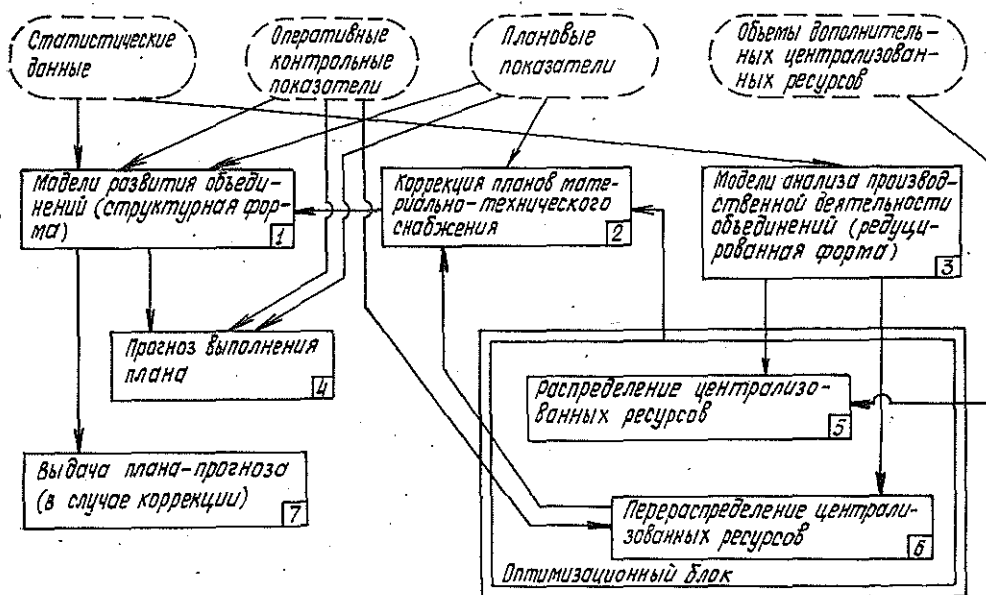 Статистические
данные
Оперативные
контрольные
показатели
Плановые
показатели
Объемы дополнитель-
ных централизован-
ных ресурсов
Модели развития объеди-
нений (структурная фор-
ма)
1
Коррекция планов мате-
риально-технического
снабжения
2
Модели анализа производ-
ственной деятельности
объединений (редуци-
рованная форма)
3
Прогноз выполнения
плана
4
Распределение централизо-
ванных ресурсов
5
Выдача плана-прогноза
(в случае коррекции)
7
Перераспределение централи-
зованных ресурсов
6
Оптимизационный блок